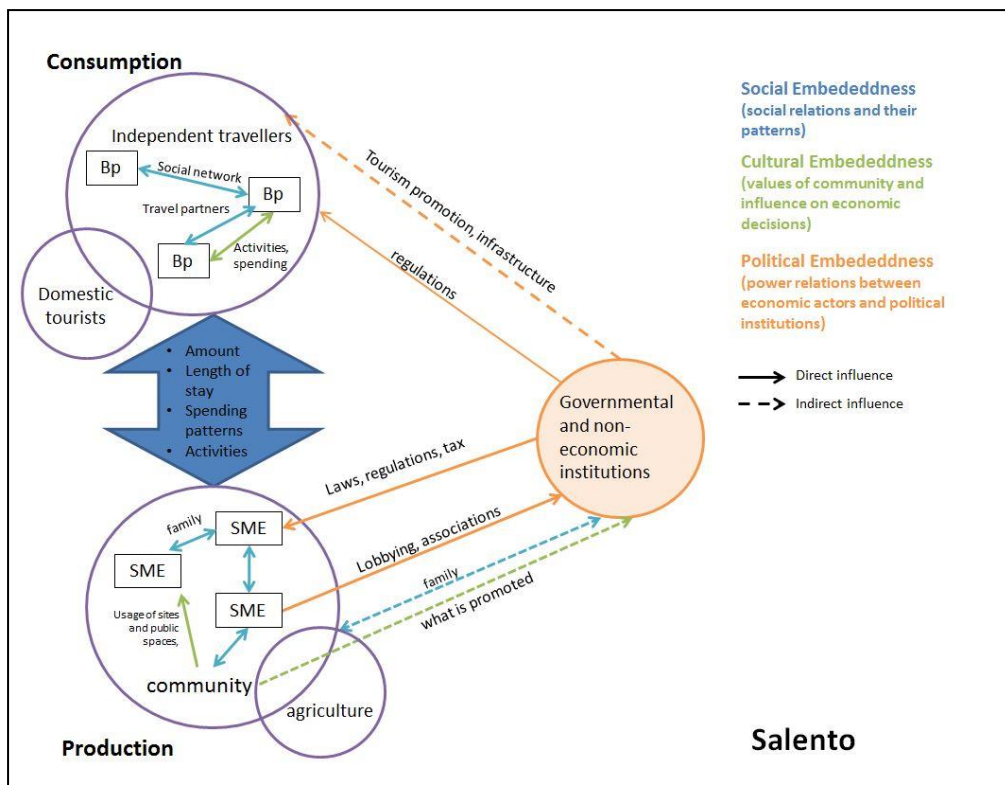 Consumption
Independent travellers
Bp
Social network
Bp
Travel partners
Bp
Activities,
spending
Domestic
tourists
Tourism promotion, infrastructure
regulations
Social Embededdness
(social relations and their
patterns)
Cultural Embededdness
(values of community and
influence on economic
decisions)
Political Embededdness
(power relations between
economic actors and political
institutions)
Direct influence
Indirect influence
• Amount
• Length of
stay
• Spending
patterns
• Activities
Governmental
and non-
economic
institutions
Laws, regulations, tax
Lobbying, associations
family
what is promoted
family
SME
SME
SME
Usage of sites
and public
spaces,
community
agriculture
Production
Salento